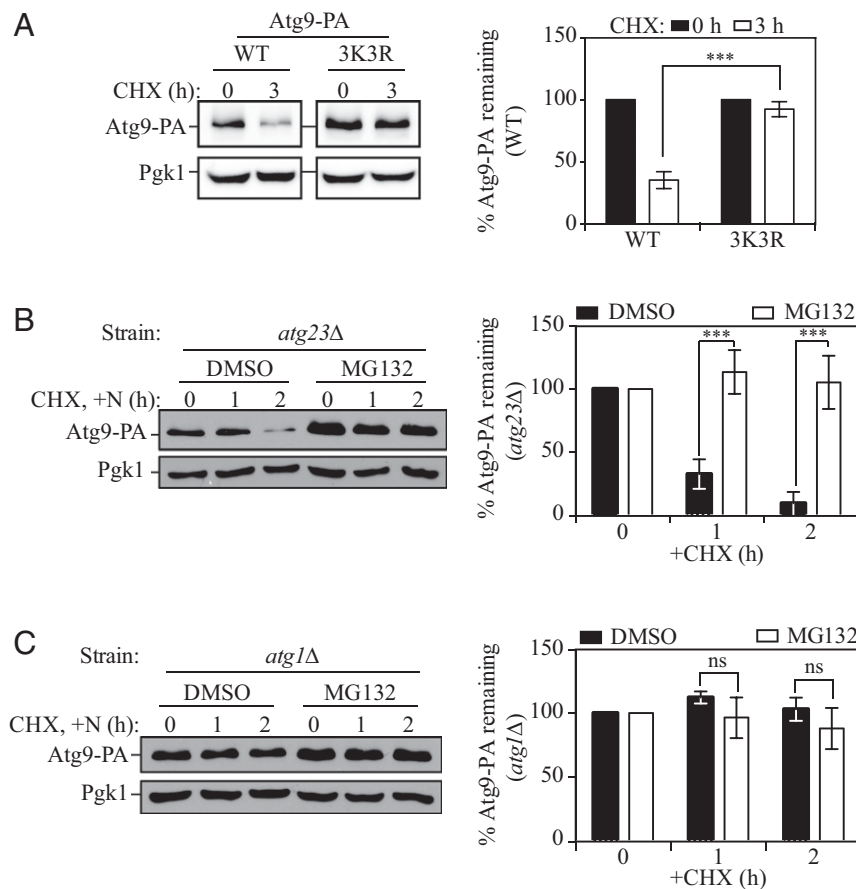 A
Atg9-PA
WT 3K3R
CHX (h): 0 3 0 3
Atg9-PA
Pgk1
CHX: 0 h 3 h
***
150
100
50
0
% Atg9-PA remaining
(WT)
WT 3K3R
B
Strain: atg23Δ
DMSO MG132
CHX, +N (h): 0 1 2 0 1 2
Atg9-PA
Pgk1
DMSO MG132
*** ***
150
100
50
0
% Atg9-PA remaining
(atg23Δ)
0 1 2
+CHX (h)
C
Strain: atg1Δ
DMSO MG132
CHX, +N (h): 0 1 2 0 1 2
Atg9-PA
Pgk1
DMSO MG132
ns ns
150
100
50
0
% Atg9-PA remaining
(atg1Δ)
0 1 2
+CHX (h)